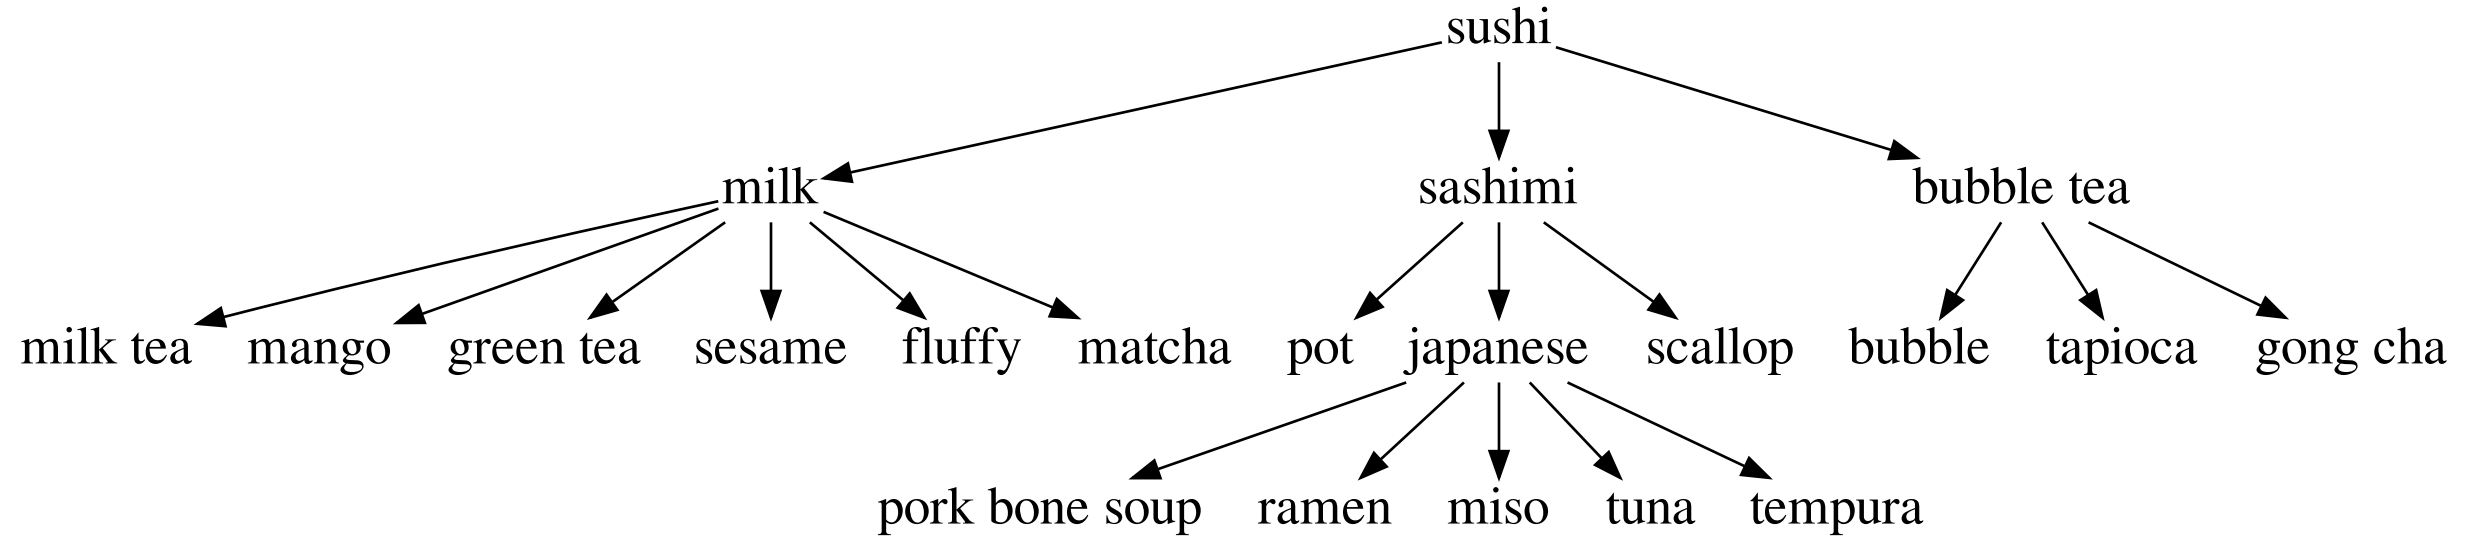 sushi
milk sashimi bubble tea
milk tea mango green tea sesame fluffy matcha pot japanese scallop bubble tapioca gong cha
pork bone soup ramen miso tuna tempura